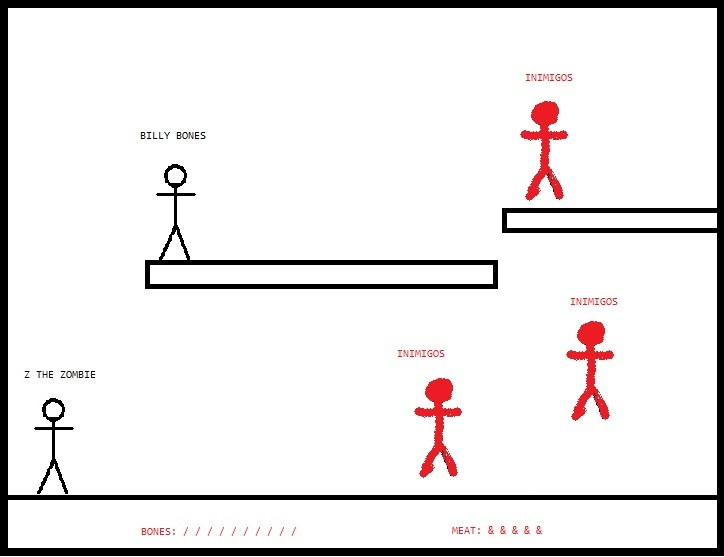 INIMIGOS
BILLY BONES
INIMIGOS
INIMIGOS
Z THE ZOMBIE
BONES: / / / / / / / / / /
MEAT: & & & & &